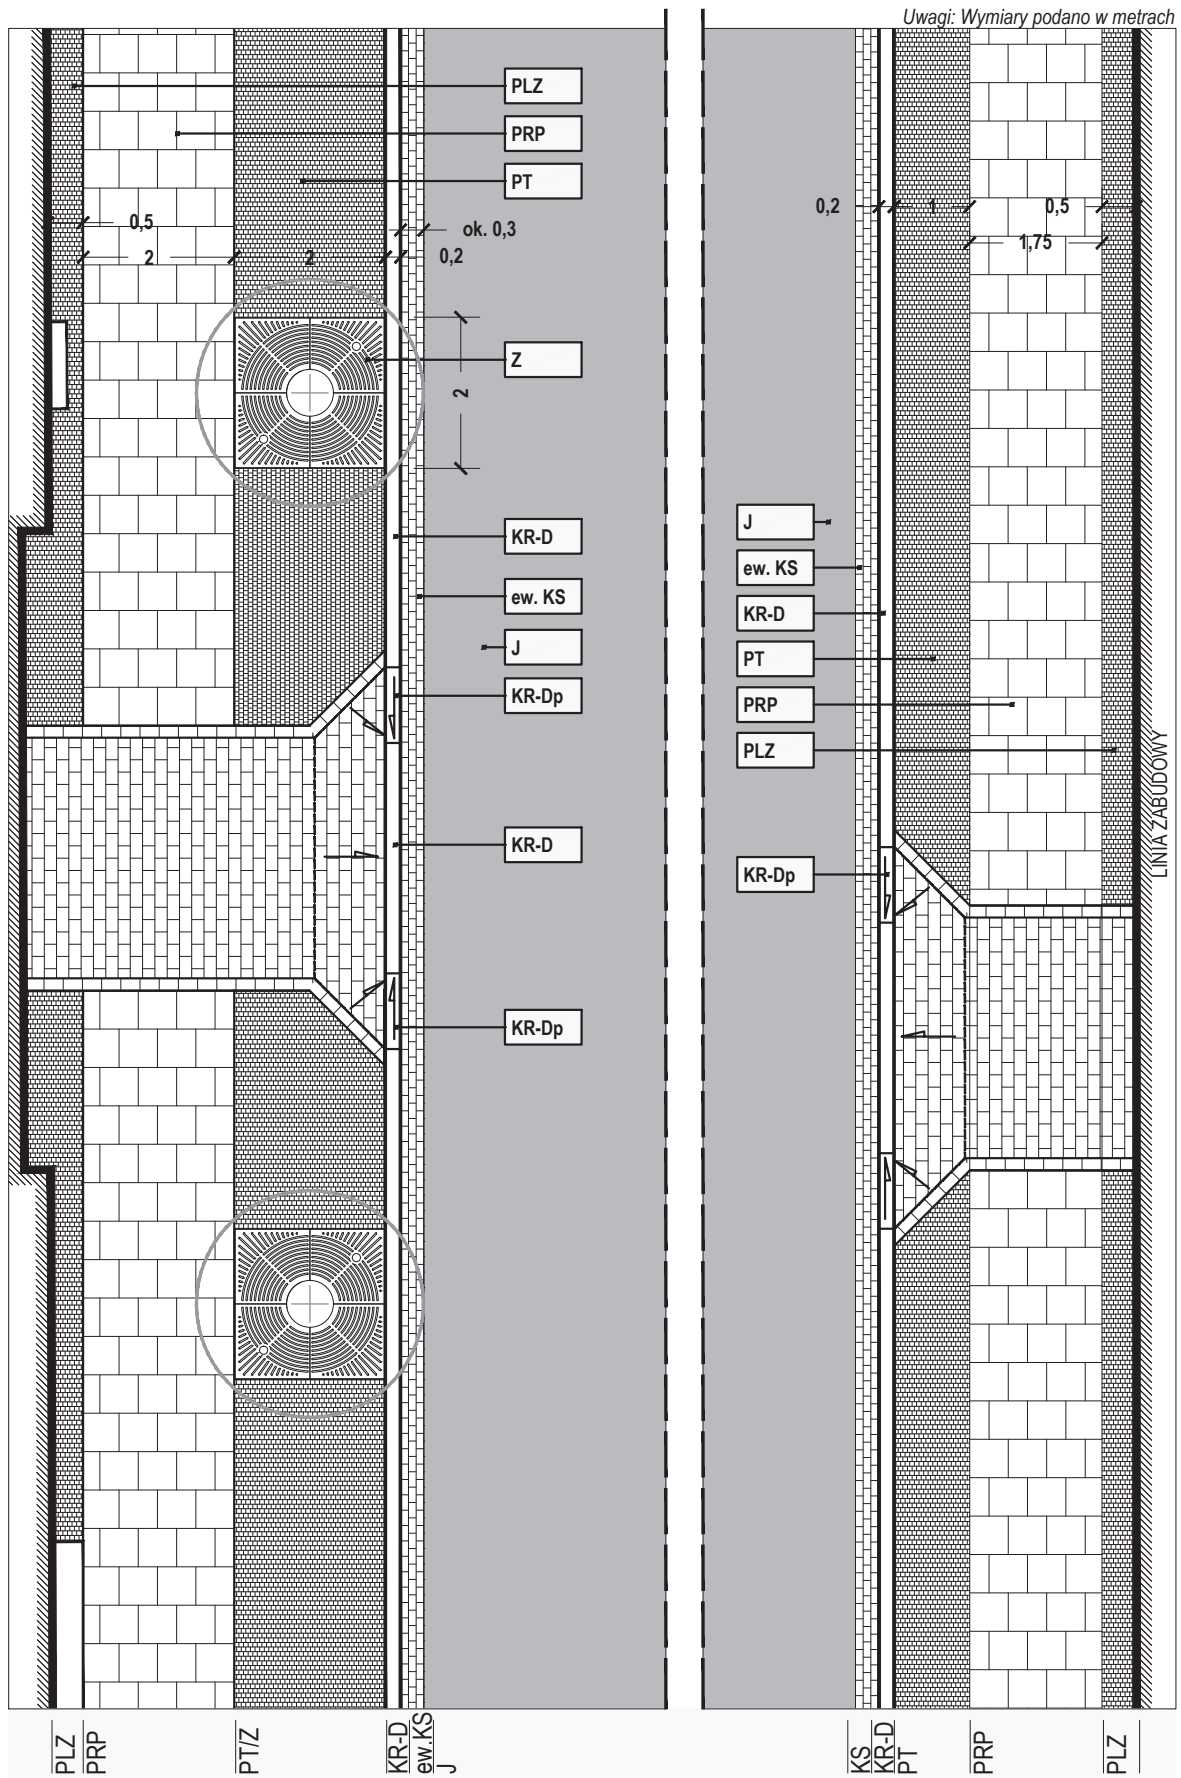 Uwagi: Wymiary podano w metrach
PLZ
PRP
PT
0,5
2
2
ok. 0,3
0,2
Z
2
KR-D
ew. KS
J
KR-Dp
KR-D
KR-Dp
0,2
1
0,5
1,75
J
ew. KS
KR-D
PT
PRP
PLZ
KR-Dp
LINIA ZABUDOWY
PLZ
PRP
PT/Z
KR-D
ew.KS
J
KS
KR-D
PT
PRP
PLZ